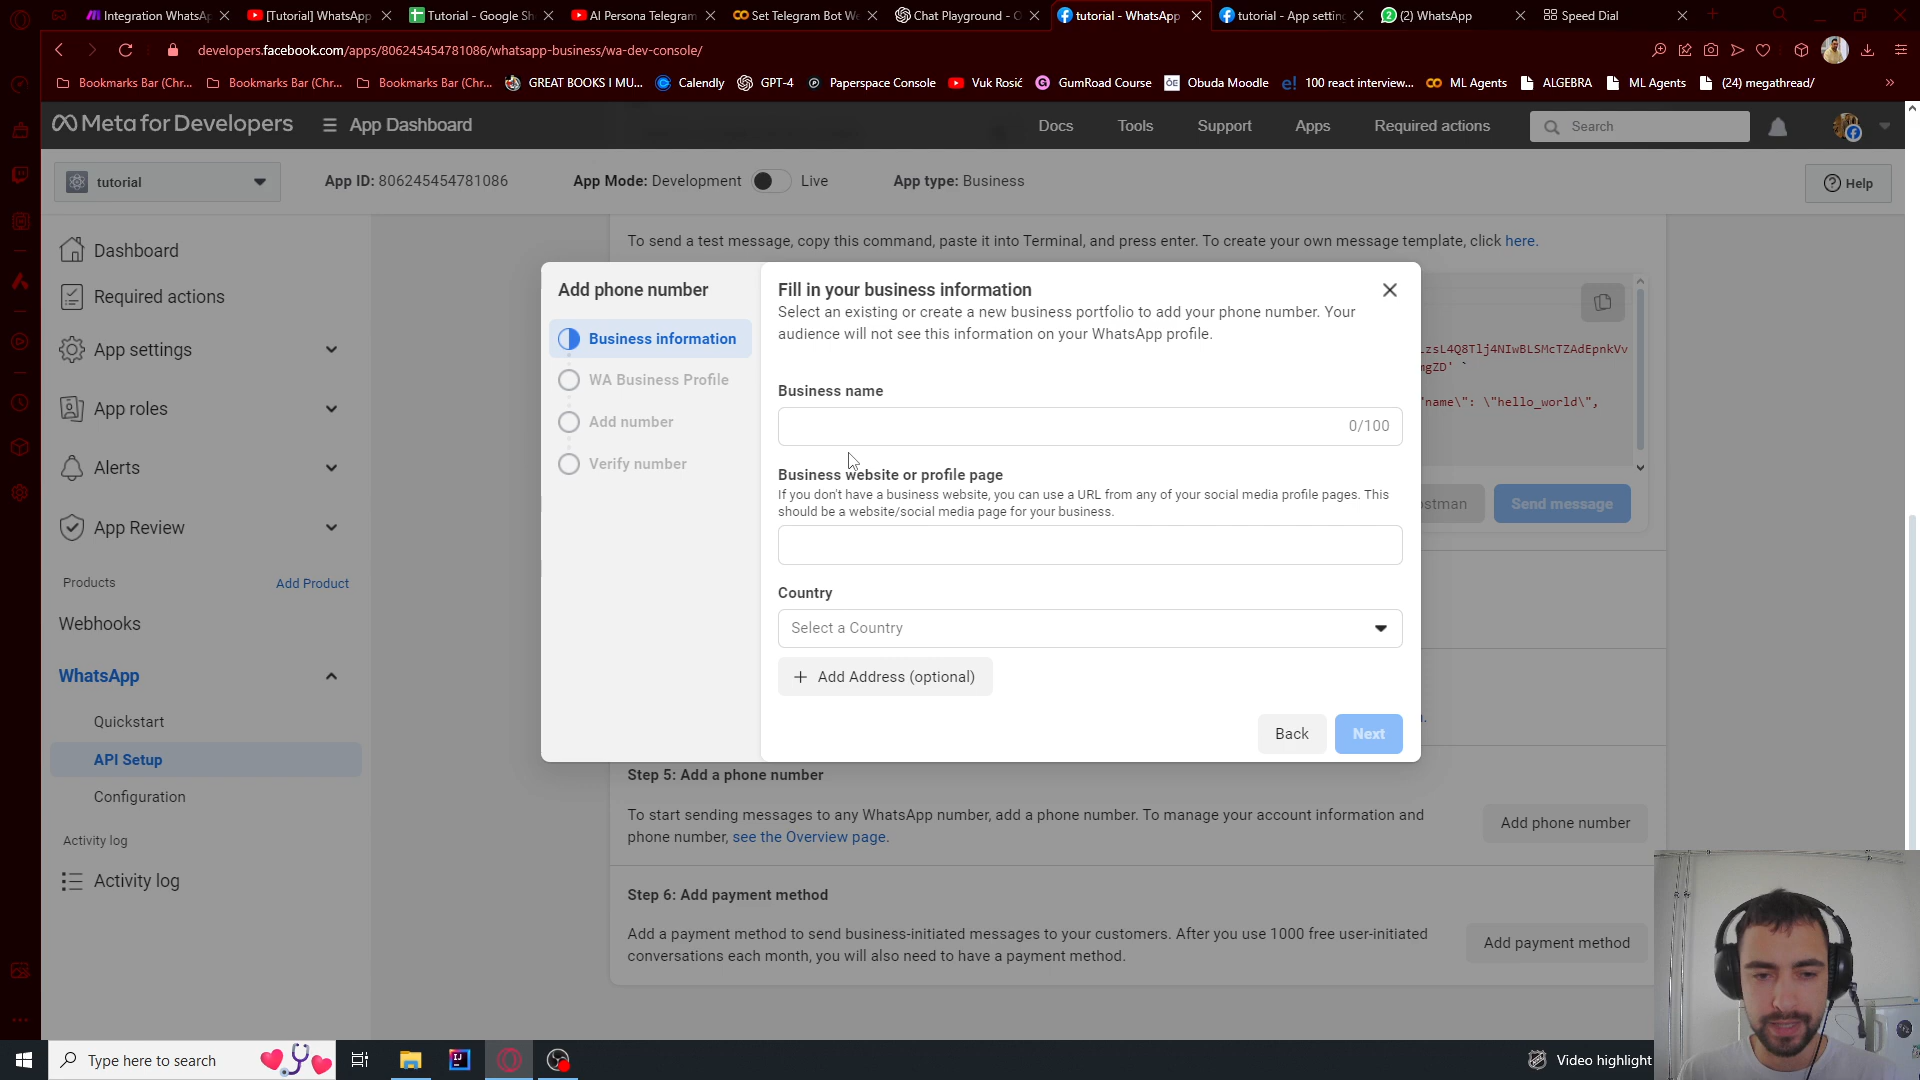 Integration WhatsA
[Tutorial] WhatsApp
Tutorial - Google Sh
AI Persona Telegram
Set Telegram Bot We
Chat Playground - O
tutorial - WhatsApp
tutorial - App setting
(2) WhatsApp
Speed Dial
developers.facebook.com/apps/806245454781086/whatsapp-business/wa-dev-console/
Bookmarks Bar (Chr...
Bookmarks Bar (Chr...
Bookmarks Bar (Chr...
GREAT BOOKS I MU...
Calendly
GPT-4
Paperspace Console
Vuk Rosić
GumRoad Course
Obuda Moodle
100 react interview...
ML Agents
ALGEBRA
ML Agents
(24) megathread/
Meta for Developers
App Dashboard
Docs
Tools
Support
Apps
Required actions
Search
tutorial
App ID: 806245454781086
App Mode: Development
Live
App type: Business
Help
Dashboard
Required actions
App settings
App roles
Alerts
App Review
Products
Add Product
Webhooks
WhatsApp
Quickstart
API Setup
Configuration
Activity log
Activity log
To send a test message, copy this command, paste it into Terminal, and press enter. To create your own message template, click here.
Add phone number
Business information
WA Business Profile
Add number
Verify number
Fill in your business information
Select an existing or create a new business portfolio to add your phone number. Your
audience will not see this information on your WhatsApp profile.
Business name
0/100
Business website or profile page
If you don't have a business website, you can use a URL from any of your social media profile pages. This
should be a website/social media page for your business.
Country
Select a Country
+ Add Address (optional)
Back
Next
zsL4Q8Tlj4NIwBLSMcTZAdEpnkVv
gZD' `
name\": \"hello_world\",
stman
Send message
Step 5: Add a phone number
To start sending messages to any WhatsApp number, add a phone number. To manage your account information and
phone number, see the Overview page.
Add phone number
Step 6: Add payment method
Add a payment method to send business-initiated messages to your customers. After you use 1000 free user-initiated
conversations each month, you will also need to have a payment method.
Add payment method
Type here to search
Video highlight